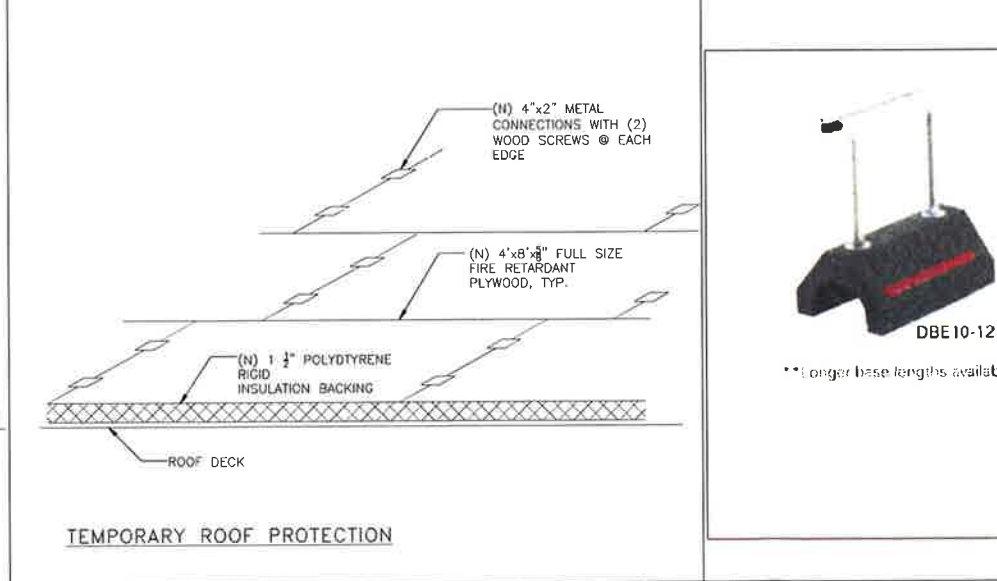 (N) 4"x2" METAL
CONNECTIONS WITH (2)
WOOD SCREWS @ EACH
EDGE
(N) 4'x8'x⅝" FULL SIZE
FIRE RETARDANT
PLYWOOD, TYP.
(N) 1 ½" POLYDTYRENE
RIGID
INSULATION BACKING
ROOF DECK
TEMPORARY ROOF PROTECTION
DBE10-12
**Longer base lengths